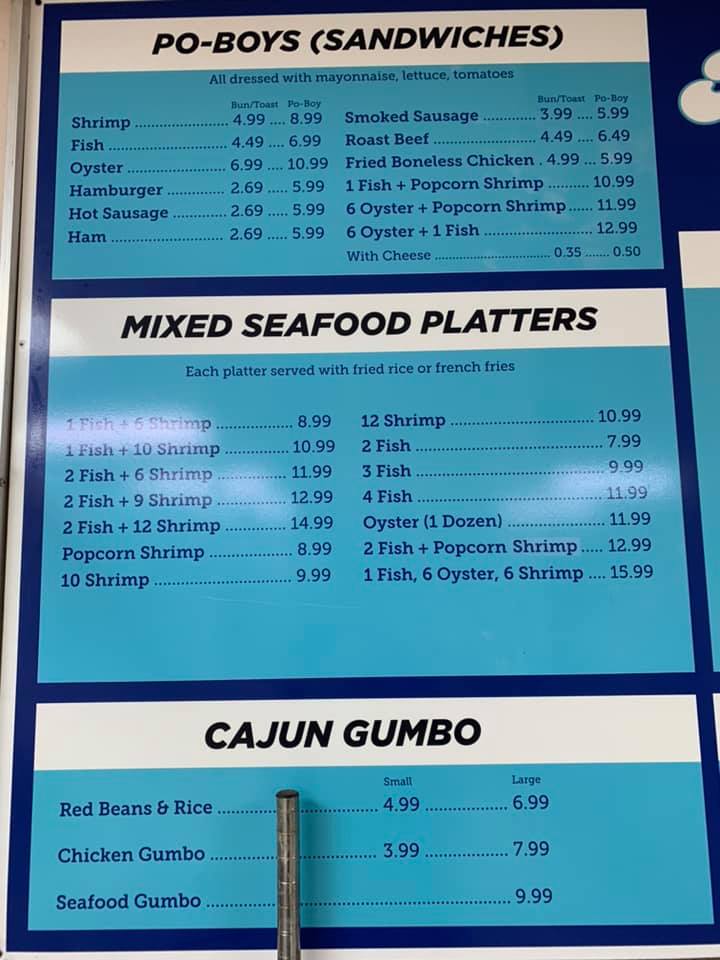 PO-BOYS (SANDWICHES)
All dressed with mayonnaise, lettuce, tomatoes
Bun/Toast Po-Boy
Shrimp .................... 4.99 .... 8.99
Fish .......................... 4.49 .... 6.99
Oyster ...................... 6.99 .... 10.99
Hamburger ............. 2.69 ..... 5.99
Hot Sausage ............ 2.69 ..... 5.99
Ham ......................... 2.69 ..... 5.99
Bun/Toast Po-Boy
Smoked Sausage ............ 3.99 .... 5.99
Roast Beef ....................... 4.49 .... 6.49
Fried Boneless Chicken . 4.99 ... 5.99
1 Fish + Popcorn Shrimp ......... 10.99
6 Oyster + Popcorn Shrimp...... 11.99
6 Oyster + 1 Fish ........................ 12.99
With Cheese ................................. 0.35 ....... 0.50
MIXED SEAFOOD PLATTERS
Each platter served with fried rice or french fries
1 Fish + 6 Shrimp ................. 8.99
1 Fish + 10 Shrimp ............... 10.99
2 Fish + 6 Shrimp ................ 11.99
2 Fish + 9 Shrimp ................. 12.99
2 Fish + 12 Shrimp ............... 14.99
Popcorn Shrimp ................... 8.99
10 Shrimp ............................... 9.99
12 Shrimp ................................ 10.99
2 Fish .......................................... 7.99
3 Fish .......................................... 9.99
4 Fish .......................................... 11.99
Oyster (1 Dozen) ...................... 11.99
2 Fish + Popcorn Shrimp ..... 12.99
1 Fish, 6 Oyster, 6 Shrimp .... 15.99
CAJUN GUMBO
Small Large
Red Beans & Rice .................................... 4.99 .................. 6.99
Chicken Gumbo ..................................... 3.99 .................. 7.99
Seafood Gumbo .................................................................... 9.99